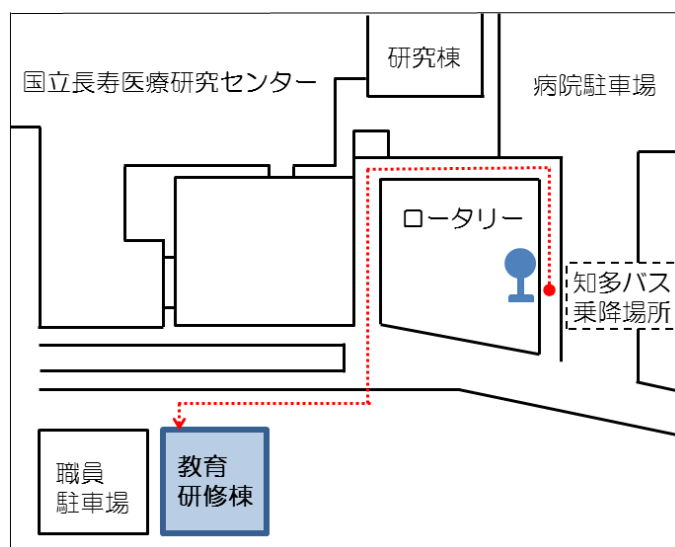 研究棟
国立長寿医療研究センター
病院駐車場
ロータリー
知多バス
乗降場所
職員
駐車場
教育
研修棟